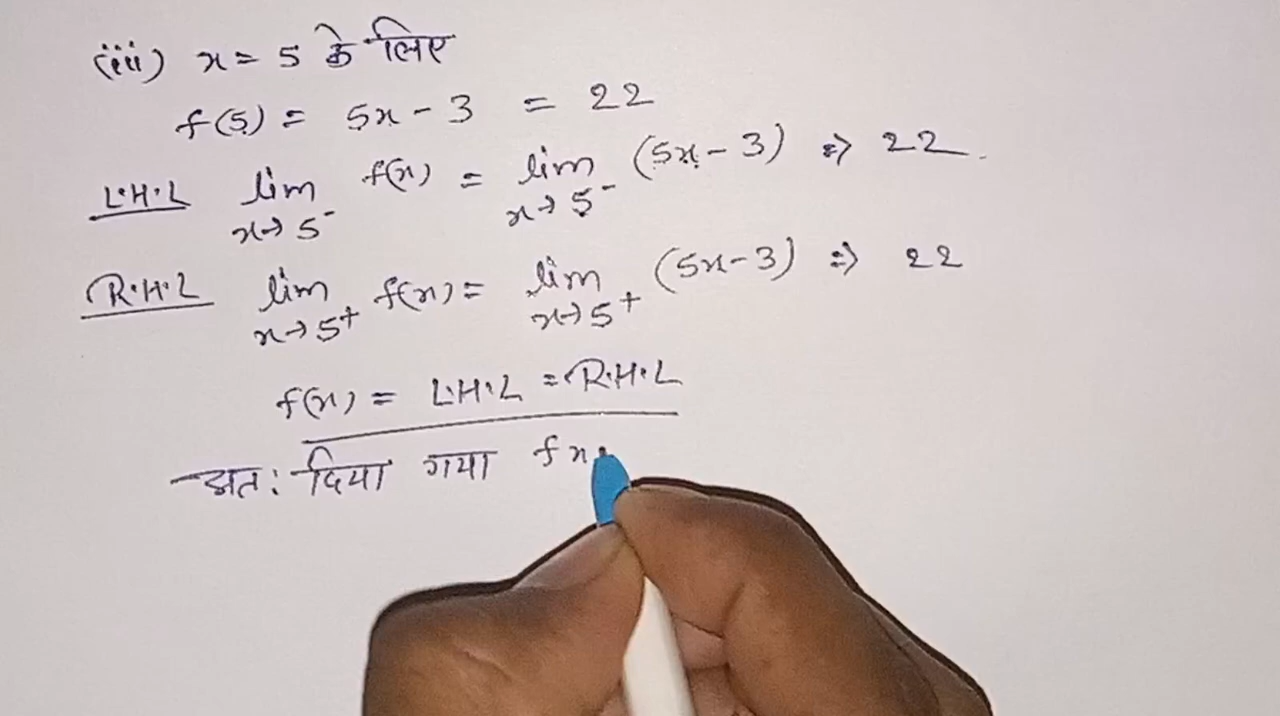 (iii) x = 5 के लिए
f(5) = 5x - 3 = 22
L.H.L lim x→5⁻ f(x) = lim x→5⁻ (5x - 3) ⇒ 22
R.H.L lim x→5⁺ f(x) = lim x→5⁺ (5x - 3) ⇒ 22
f(x) = L.H.L = R.H.L
अतः दिया गया fx